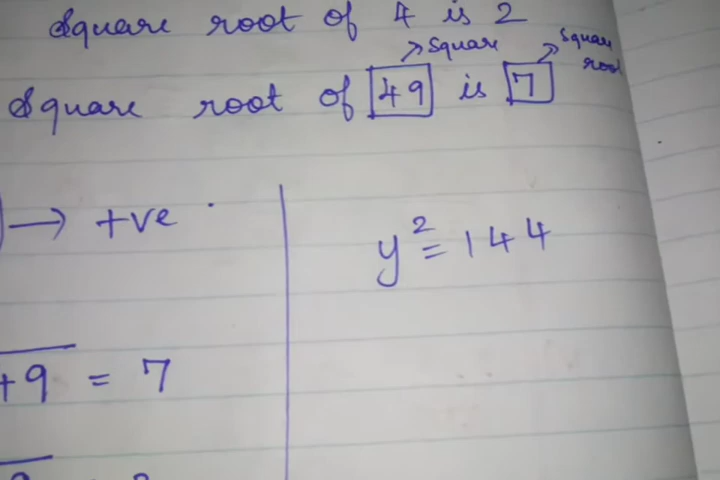 Square root of 4 is 2
Square
Square root
Square root of 49 is 7
→ +ve
y² = 144
49 = 7